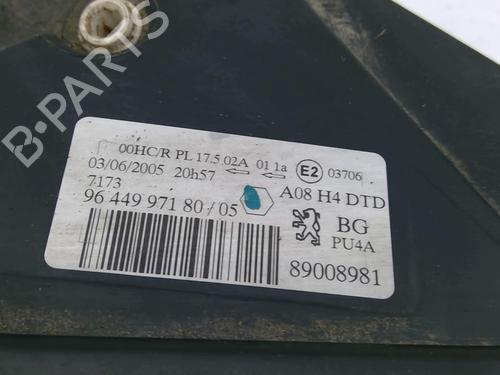 00HC/R PL 17.5 02A 01 1a E2 03706
03/06/2005 20h57
7173 A08 H4 DTD
96 449 971 80 / 05 BG
PU4A
89008981
B-PARTS